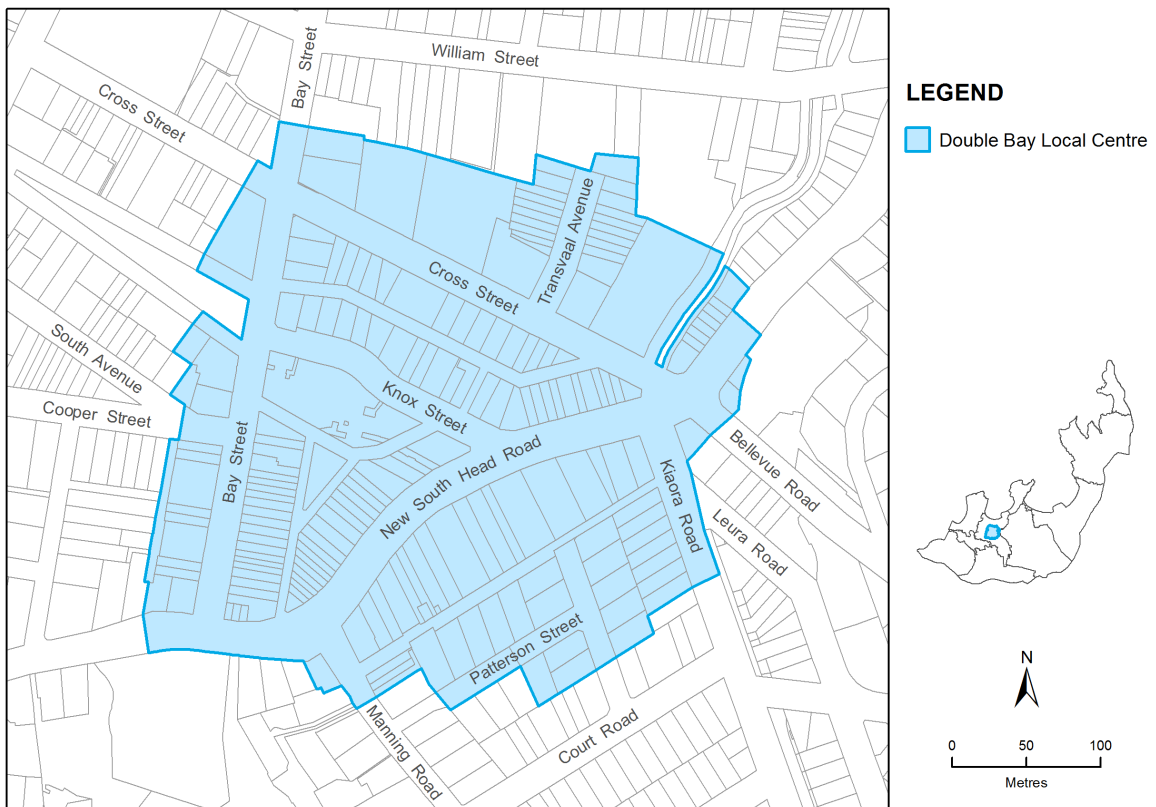 William Street
Bay Street
Cross Street
Transvaal Avenue
Cross Street
South Avenue
Knox Street
Cooper Street
Bay Street
New South Head Road
Kiaora Road
Bellevue Road
Leura Road
Patterson Street
Manning Road
Court Road
LEGEND
Double Bay Local Centre
N
0 50 100
Metres